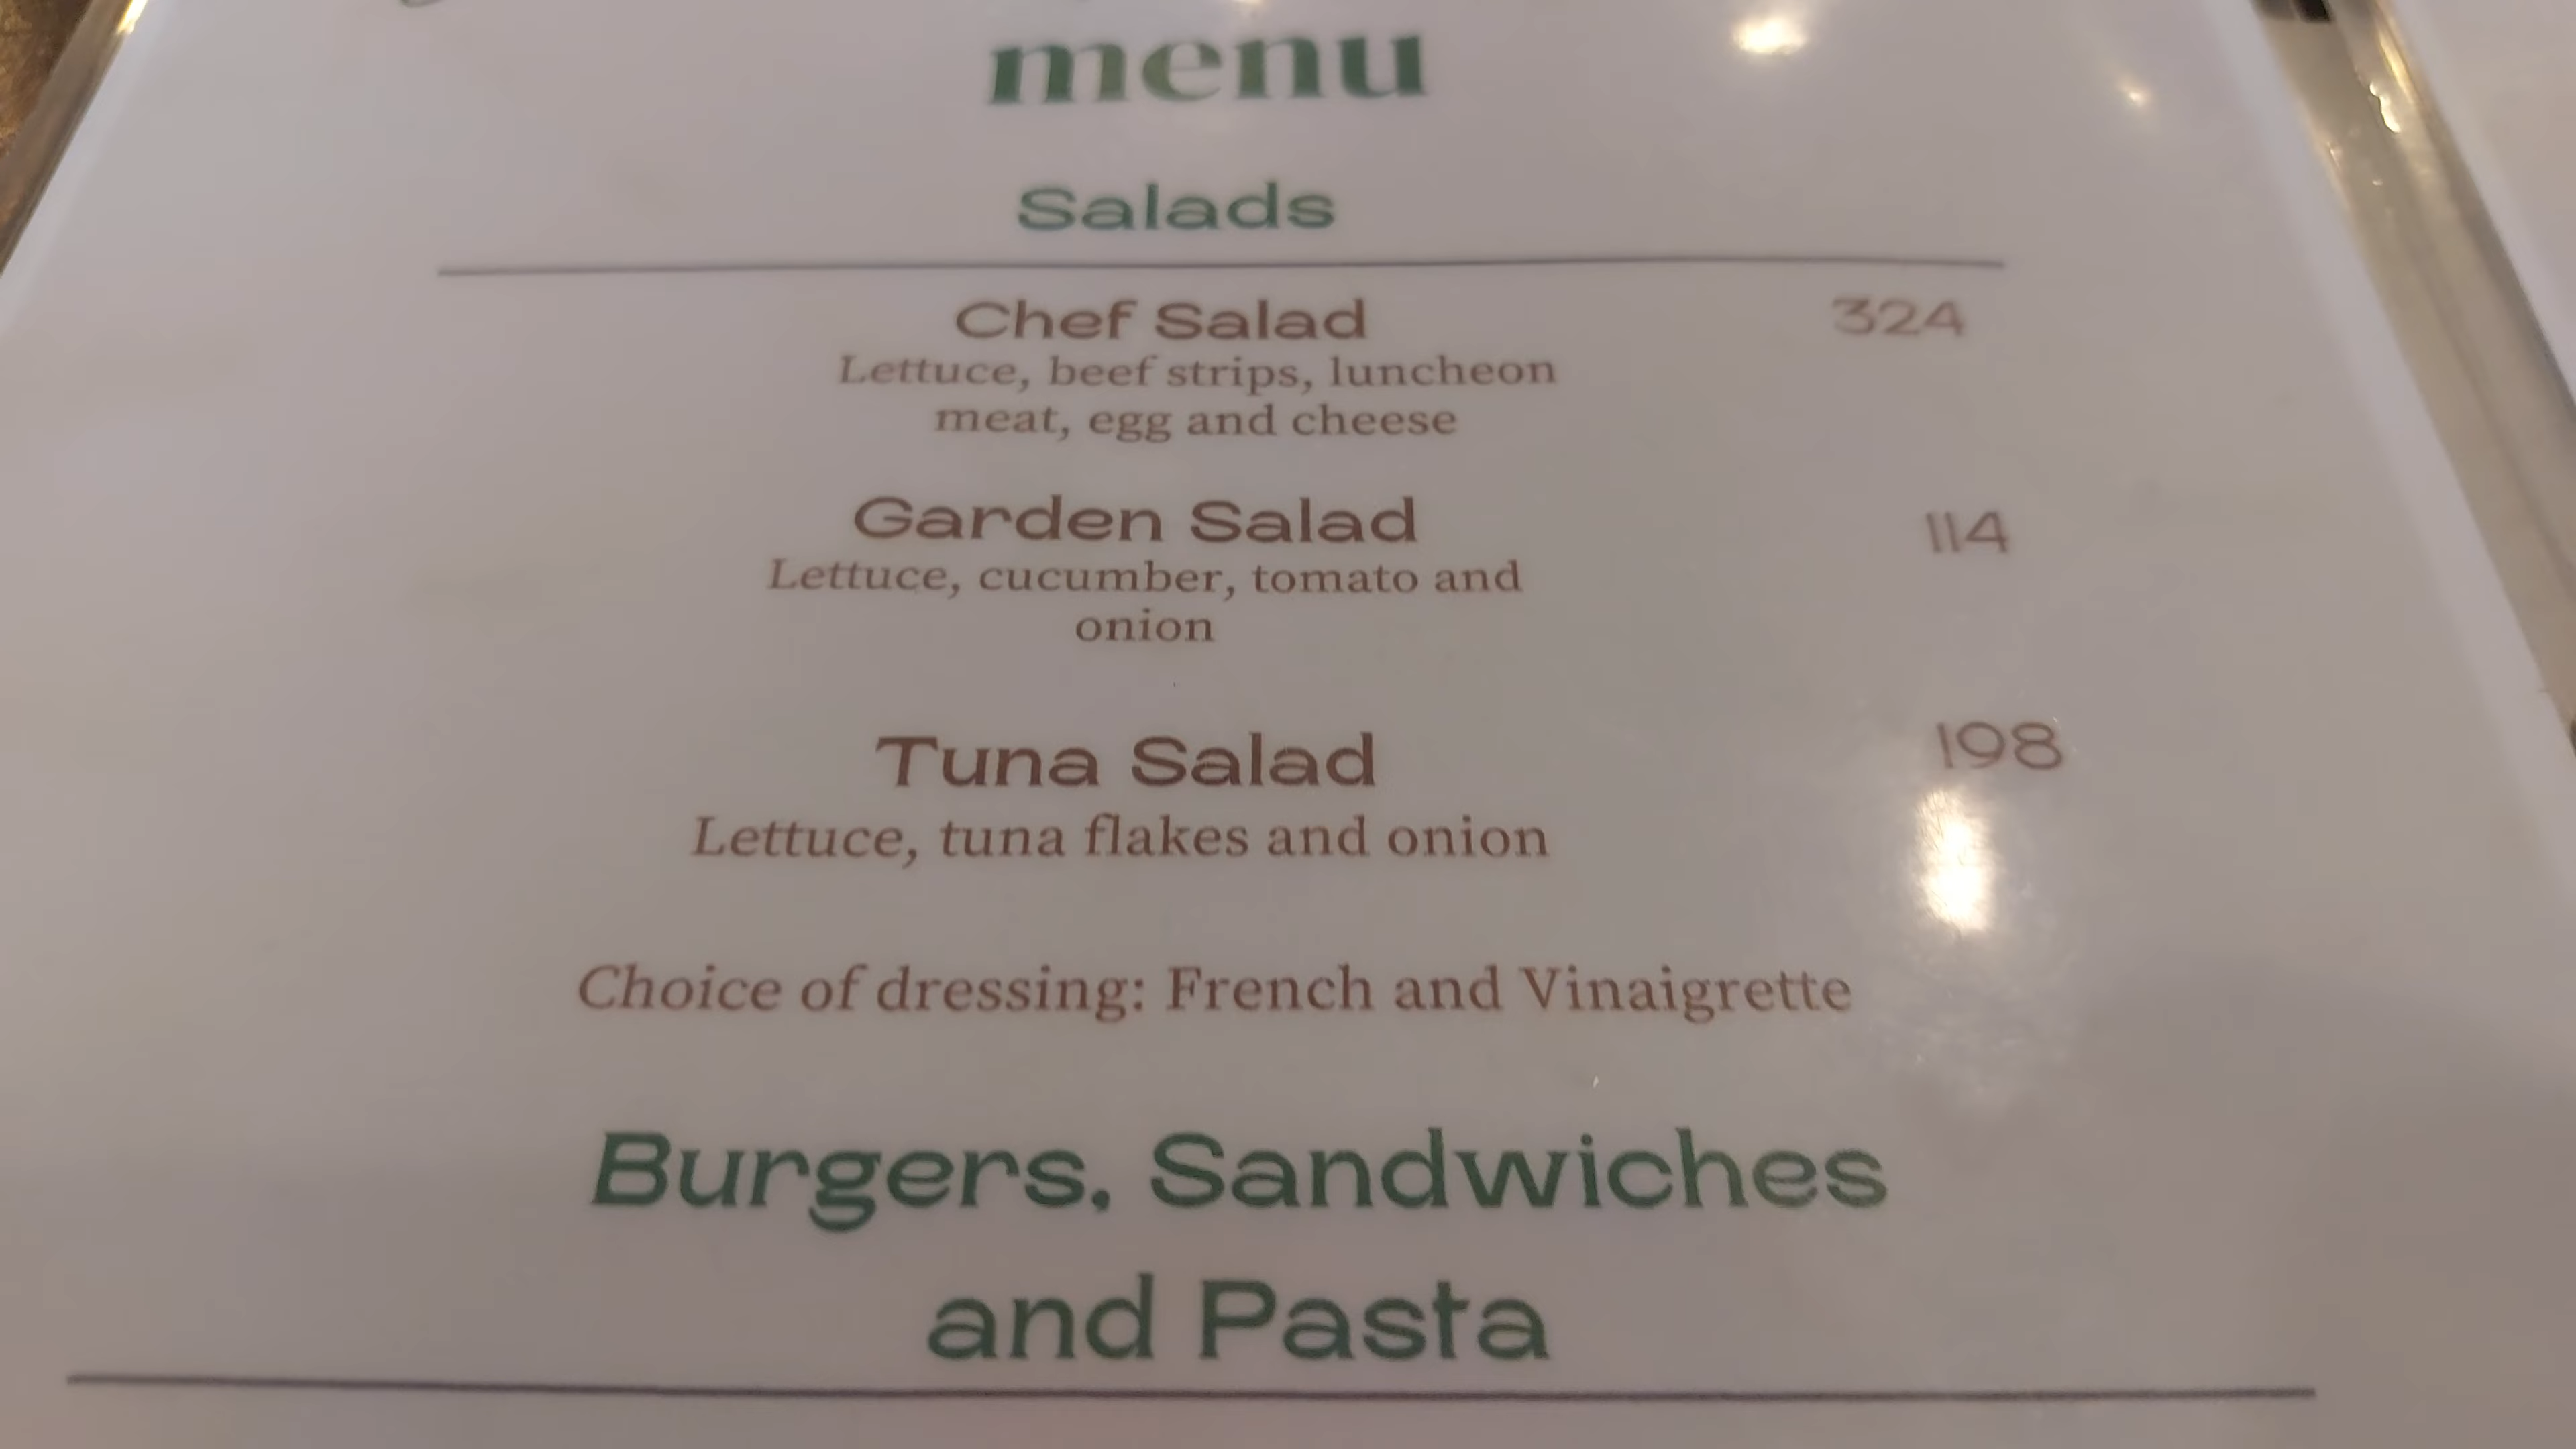 menu
Salads
Chef Salad 324
Lettuce, beef strips, luncheon
meat, egg and cheese
Garden Salad 114
Lettuce, cucumber, tomato and
onion
Tuna Salad 198
Lettuce, tuna flakes and onion
Choice of dressing: French and Vinaigrette
Burgers, Sandwiches
and Pasta